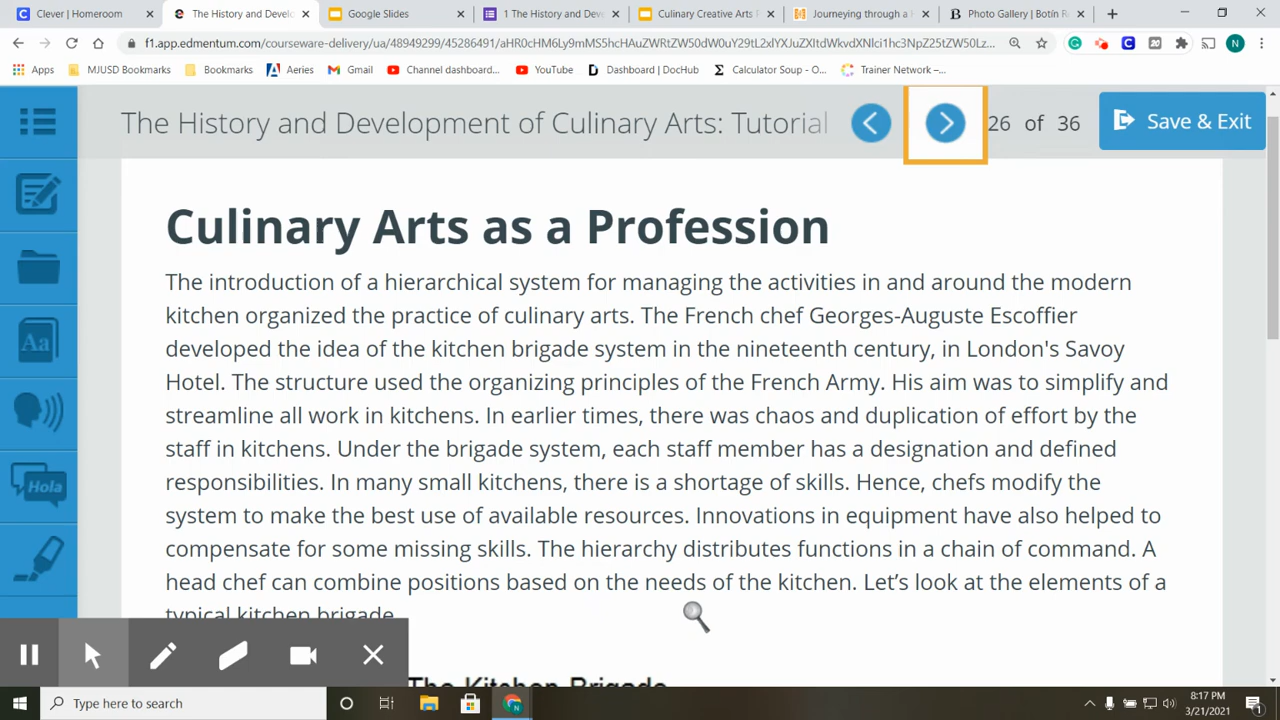 Clever | Homeroom
The History and Develo
Google Slides
1 The History and Dev
Culinary Creative Arts
Journeying through a
Photo Gallery | Botin R
f1.app.edmentum.com/courseware-delivery/
Apps
MJUSD Bookmarks
Bookmarks
Aeries
Gmail
Channel dashboard...
YouTube
Dashboard | DocHub
Calculator Soup - O...
Trainer Network –...
The History and Development of Culinary Arts: Tutorial
26 of 36
Save & Exit
Culinary Arts as a Profession
The introduction of a hierarchical system for managing the activities in and around the modern
kitchen organized the practice of culinary arts. The French chef Georges-Auguste Escoffier
developed the idea of the kitchen brigade system in the nineteenth century, in London's Savoy
Hotel. The structure used the organizing principles of the French Army. His aim was to simplify and
streamline all work in kitchens. In earlier times, there was chaos and duplication of effort by the
staff in kitchens. Under the brigade system, each staff member has a designation and defined
responsibilities. In many small kitchens, there is a shortage of skills. Hence, chefs modify the
system to make the best use of available resources. Innovations in equipment have also helped to
compensate for some missing skills. The hierarchy distributes functions in a chain of command. A
head chef can combine positions based on the needs of the kitchen. Let’s look at the elements of a
typical kitchen brigade.
The Kitchen Brigade
Aa
Hola
Type here to search
8:17 PM
3/21/2021